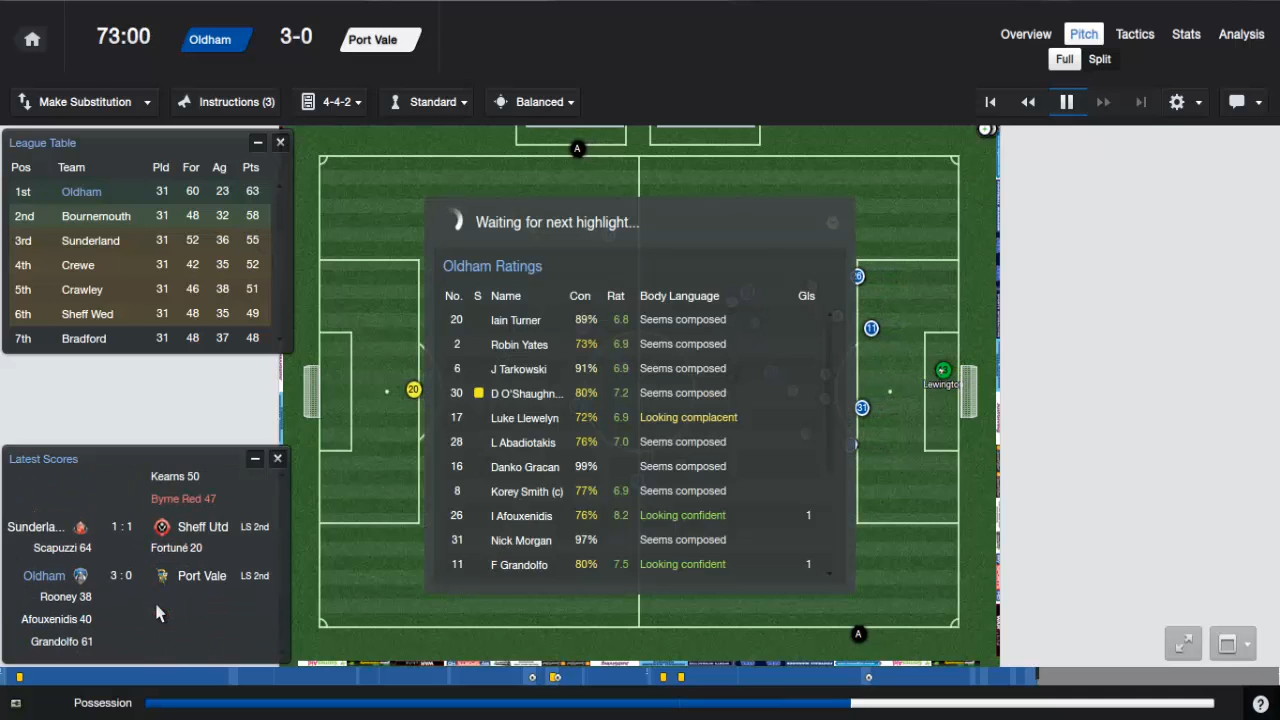 73:00
Oldham
3-0
Port Vale
Overview Pitch Tactics Stats Analysis
Full Split
Make Substitution
Instructions (3)
4-4-2
Standard
Balanced
League Table
Pos Team Pld For Ag Pts
1st Oldham 31 60 23 63
2nd Bournemouth 31 48 32 58
3rd Sunderland 31 52 36 55
4th Crewe 31 42 35 52
5th Crawley 31 46 38 51
6th Sheff Wed 31 36 35 49
7th Bradford 31 48 37 48
A
Waiting for next highlight...
Oldham Ratings
No. S Name Con Rat Body Language Gls
20 Iain Turner 89% 6.8 Seems composed
2 Robin Yates 73% 6.9 Seems composed
6 J Tarkowski 91% 6.9 Seems composed
30 D O'Shaughn... 80% 7.2 Seems composed
17 Luke Llewelyn 72% 6.9 Looking complacent
28 L Abadiotakis 76% 7.0 Seems composed
16 Danko Gracan 99% Seems composed
8 Korey Smith (c) 77% 6.9 Seems composed
26 I Afouxenidis 76% 8.2 Looking confident 1
31 Nick Morgan 97% Seems composed
11 F Grandolfo 80% 7.5 Looking confident 1
20
11
31
Lewington
A
Latest Scores
Kearns 50
Byrne Red 47
Sunderla... 1 : 1 Sheff Utd LS 2nd
Scapuzzi 64 Fortuné 20
Oldham 3 : 0 Port Vale LS 2nd
Rooney 38
Afouxenidis 40
Grandolfo 61
Possession
?